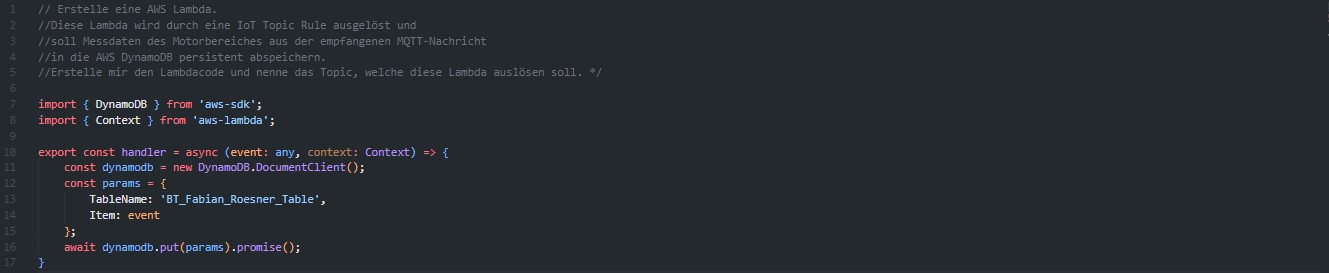 1 // Erstelle eine AWS Lambda.
2 //Diese Lambda wird durch eine IoT Topic Rule ausgelöst und
3 //soll Messdaten des Motorbereiches aus der empfangenen MQTT-Nachricht
4 //in die AWS DynamoDB persistent abspeichern.
5 //Erstelle mir den Lambdacode und nenne das Topic, welche diese Lambda auslösen soll. */
6
7 import { DynamoDB } from 'aws-sdk';
8 import { Context } from 'aws-lambda';
9
10 export const handler = async (event: any, context: Context) => {
11     const dynamodb = new DynamoDB.DocumentClient();
12     const params = {
13         TableName: 'BT_Fabian_Roesner_Table',
14         Item: event
15     };
16     await dynamodb.put(params).promise();
17 }